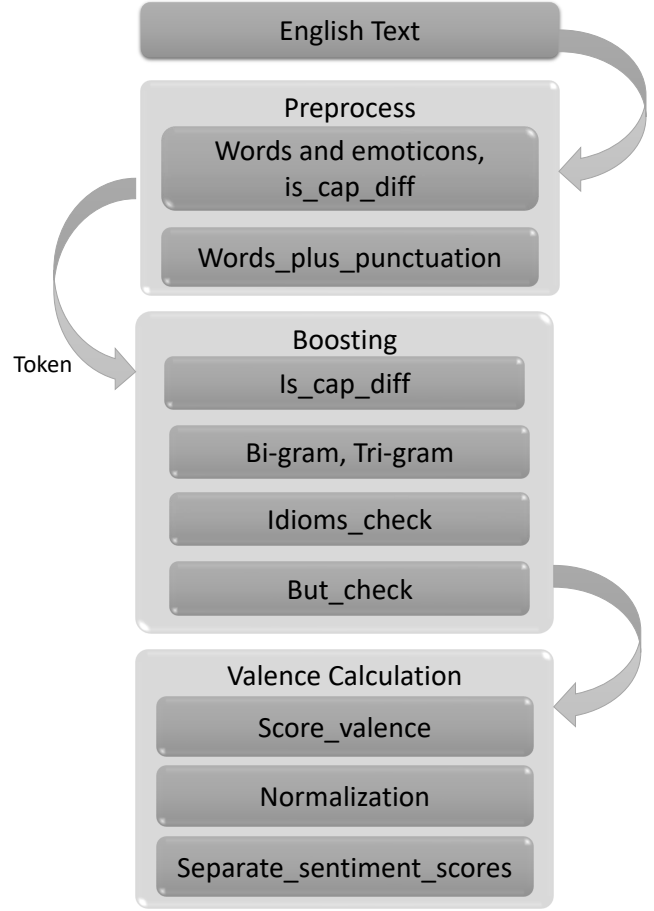 English Text
Preprocess
Words and emoticons,
is_cap_diff
Words_plus_punctuation
Token
Boosting
Is_cap_diff
Bi-gram, Tri-gram
Idioms_check
But_check
Valence Calculation
Score_valence
Normalization
Separate_sentiment_scores